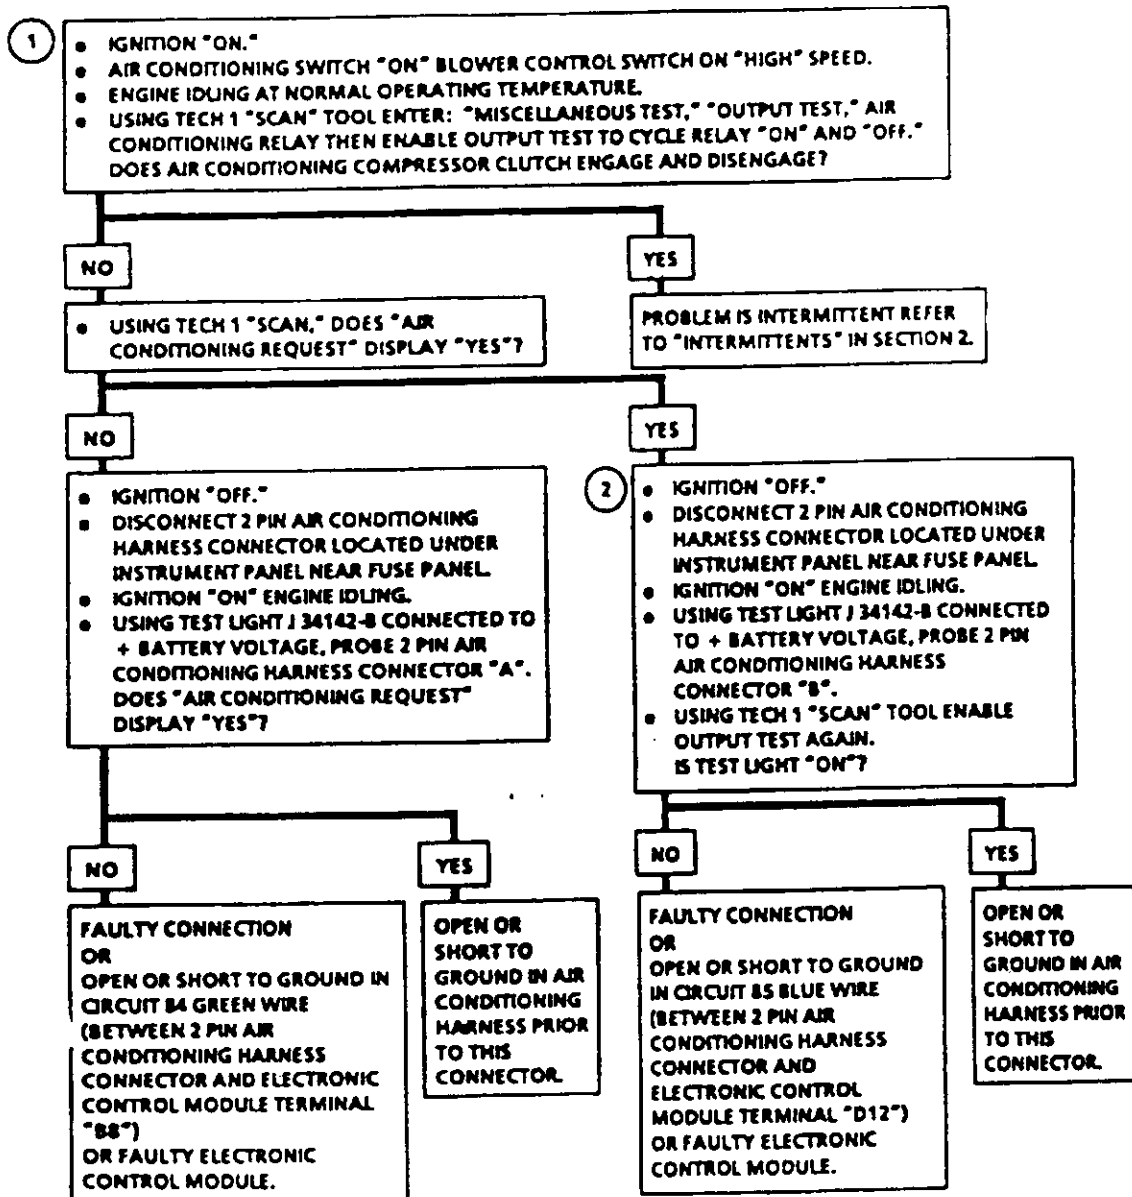 1
• IGNITION "ON."
• AIR CONDITIONING SWITCH "ON" BLOWER CONTROL SWITCH ON "HIGH" SPEED.
• ENGINE IDLING AT NORMAL OPERATING TEMPERATURE.
• USING TECH 1 "SCAN" TOOL ENTER: "MISCELLANEOUS TEST," "OUTPUT TEST," AIR
CONDITIONING RELAY THEN ENABLE OUTPUT TEST TO CYCLE RELAY "ON" AND "OFF."
DOES AIR CONDITIONING COMPRESSOR CLUTCH ENGAGE AND DISENGAGE?
NO
YES
• USING TECH 1 "SCAN," DOES "AIR
CONDITIONING REQUEST" DISPLAY "YES"?
PROBLEM IS INTERMITTENT REFER
TO "INTERMITTENTS" IN SECTION 2.
NO
YES
• IGNITION "OFF."
• DISCONNECT 2 PIN AIR CONDITIONING
HARNESS CONNECTOR LOCATED UNDER
INSTRUMENT PANEL NEAR FUSE PANEL.
• IGNITION "ON" ENGINE IDLING.
• USING TEST LIGHT J 34142-B CONNECTED TO
+ BATTERY VOLTAGE, PROBE 2 PIN AIR
CONDITIONING HARNESS CONNECTOR "A".
DOES "AIR CONDITIONING REQUEST"
DISPLAY "YES"?
2
• IGNITION "OFF."
• DISCONNECT 2 PIN AIR CONDITIONING
HARNESS CONNECTOR LOCATED UNDER
INSTRUMENT PANEL NEAR FUSE PANEL.
• IGNITION "ON" ENGINE IDLING.
• USING TEST LIGHT J 34142-B CONNECTED
TO + BATTERY VOLTAGE, PROBE 2 PIN
AIR CONDITIONING HARNESS
CONNECTOR "B".
• USING TECH 1 "SCAN" TOOL ENABLE
OUTPUT TEST AGAIN.
IS TEST LIGHT "ON"?
NO
YES
NO
YES
FAULTY CONNECTION
OR
OPEN OR SHORT TO GROUND IN
CIRCUIT 84 GREEN WIRE
(BETWEEN 2 PIN AIR
CONDITIONING HARNESS
CONNECTOR AND ELECTRONIC
CONTROL MODULE TERMINAL
"B8")
OR FAULTY ELECTRONIC
CONTROL MODULE.
OPEN OR
SHORT TO
GROUND IN AIR
CONDITIONING
HARNESS PRIOR
TO THIS
CONNECTOR.
FAULTY CONNECTION
OR
OPEN OR SHORT TO GROUND
IN CIRCUIT 85 BLUE WIRE
(BETWEEN 2 PIN AIR
CONDITIONING HARNESS
CONNECTOR AND
ELECTRONIC CONTROL
MODULE TERMINAL "D12")
OR FAULTY ELECTRONIC
CONTROL MODULE.
OPEN OR
SHORT TO
GROUND IN AIR
CONDITIONING
HARNESS PRIOR
TO THIS
CONNECTOR.